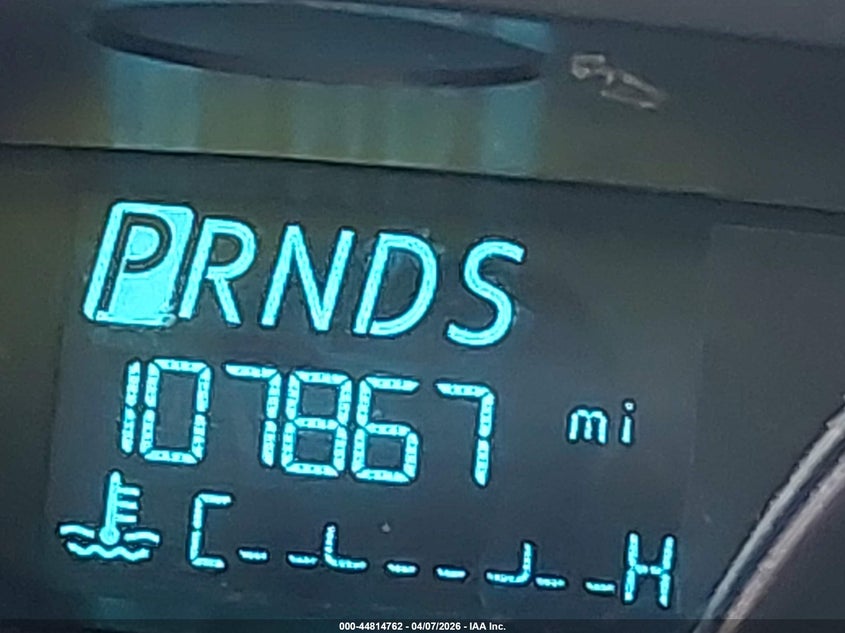 PRNDS
107867 mi
C H
000-44814762 - 04/07/2026 - IAA Inc.